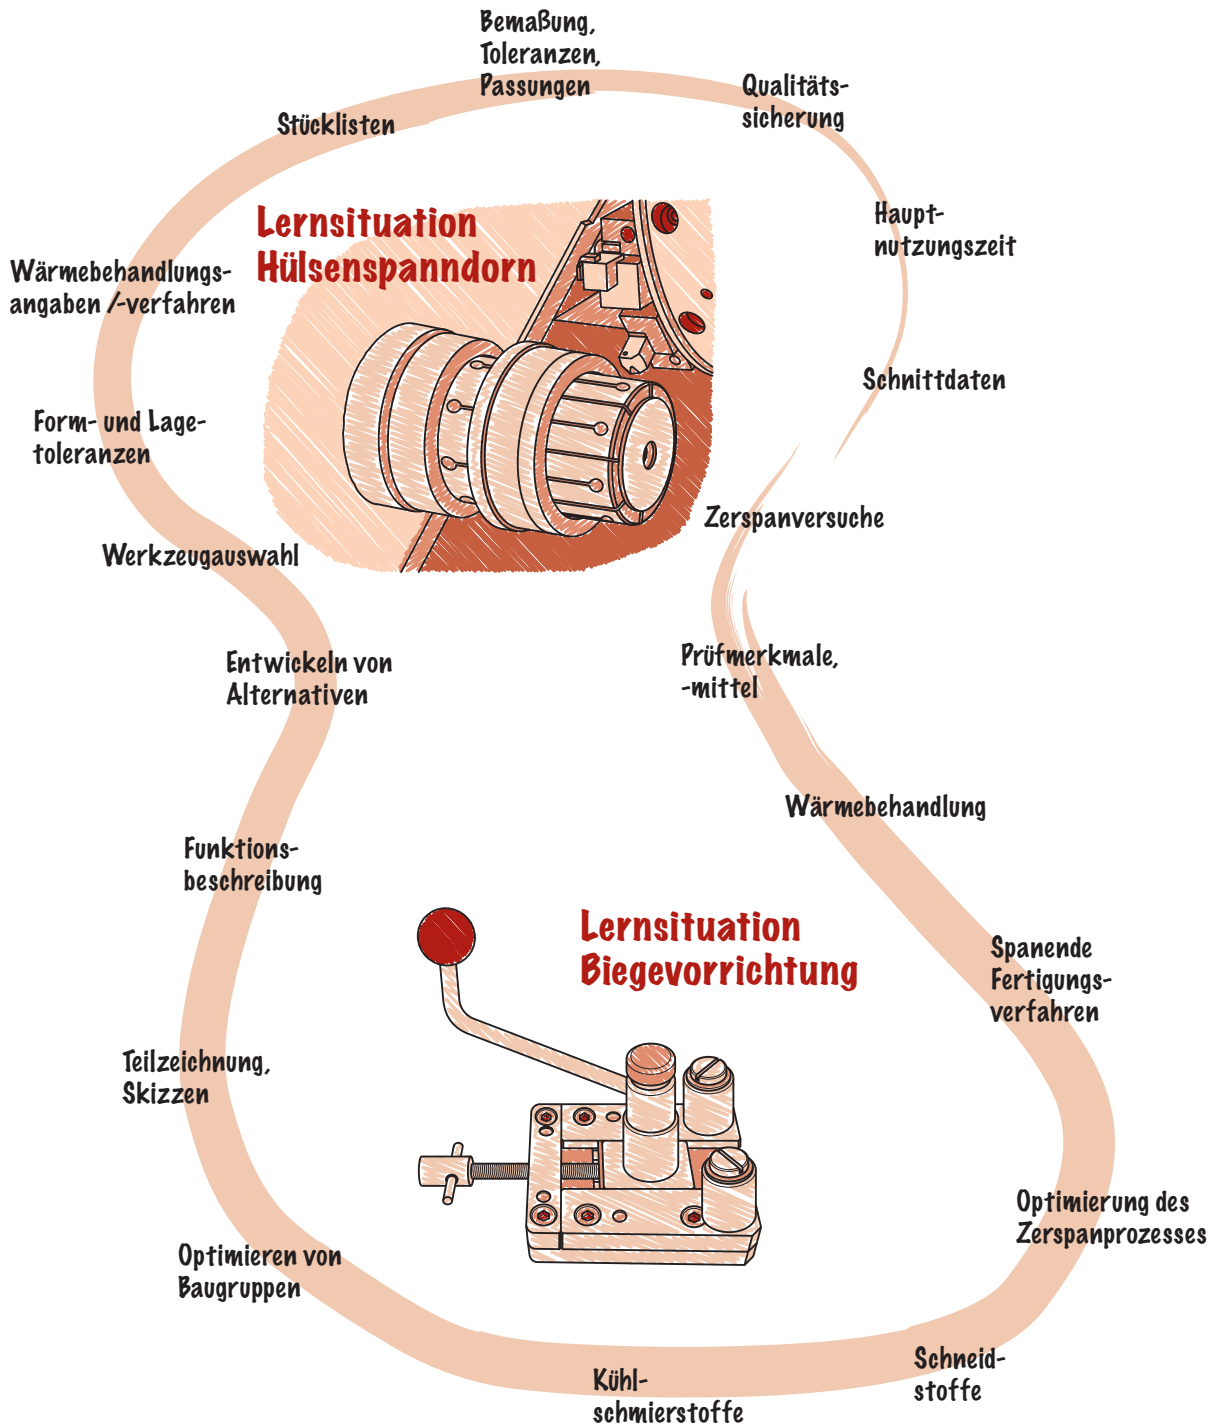 Bemaßung,
Toleranzen,
Passungen
Qualitäts-
sicherung
Stücklisten
Haupt-
nutzungszeit
Lernsituation
Hülsenspanndorn
Wärmebehandlungs-
angaben /-verfahren
Schnittdaten
Form- und Lage-
toleranzen
Zerspanversuche
Werkzeugauswahl
Entwickeln von
Alternativen
Prüfmerkmale,
-mittel
Wärmebehandlung
Funktions-
beschreibung
Lernsituation
Biegevorrichtung
Spanende
Fertigungs-
verfahren
Teilzeichnung,
Skizzen
Optimierung des
Zerspanprozesses
Optimieren von
Baugruppen
Schneid-
stoffe
Kühl-
schmierstoffe